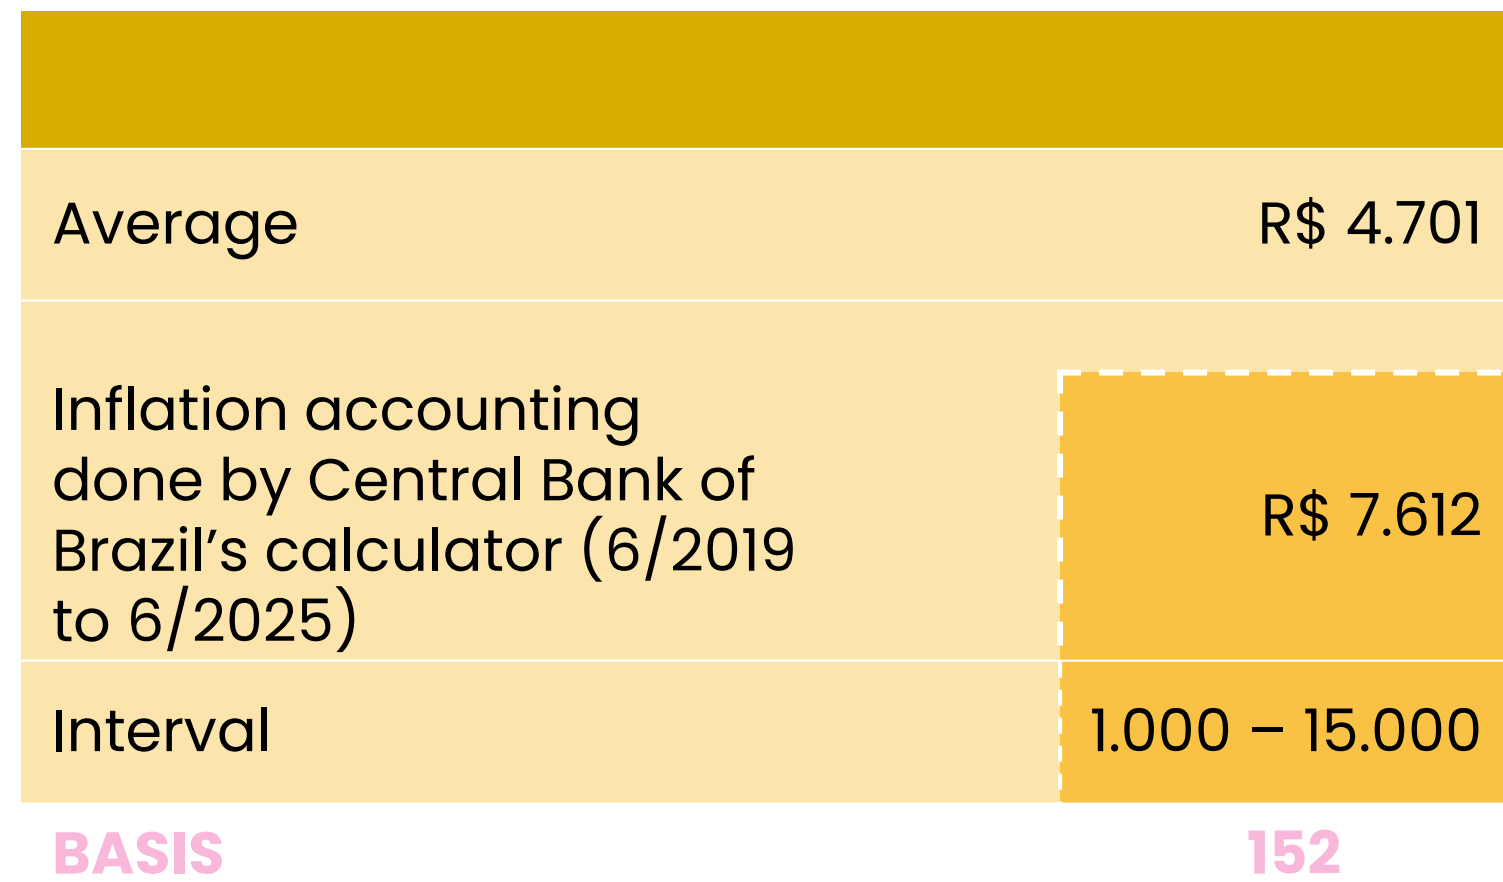 Average R$ 4.701
Inflation accounting
done by Central Bank of
Brazil’s calculator (6/2019
to 6/2025)
R$ 7.612
Interval 1.000 – 15.000
BASIS 152